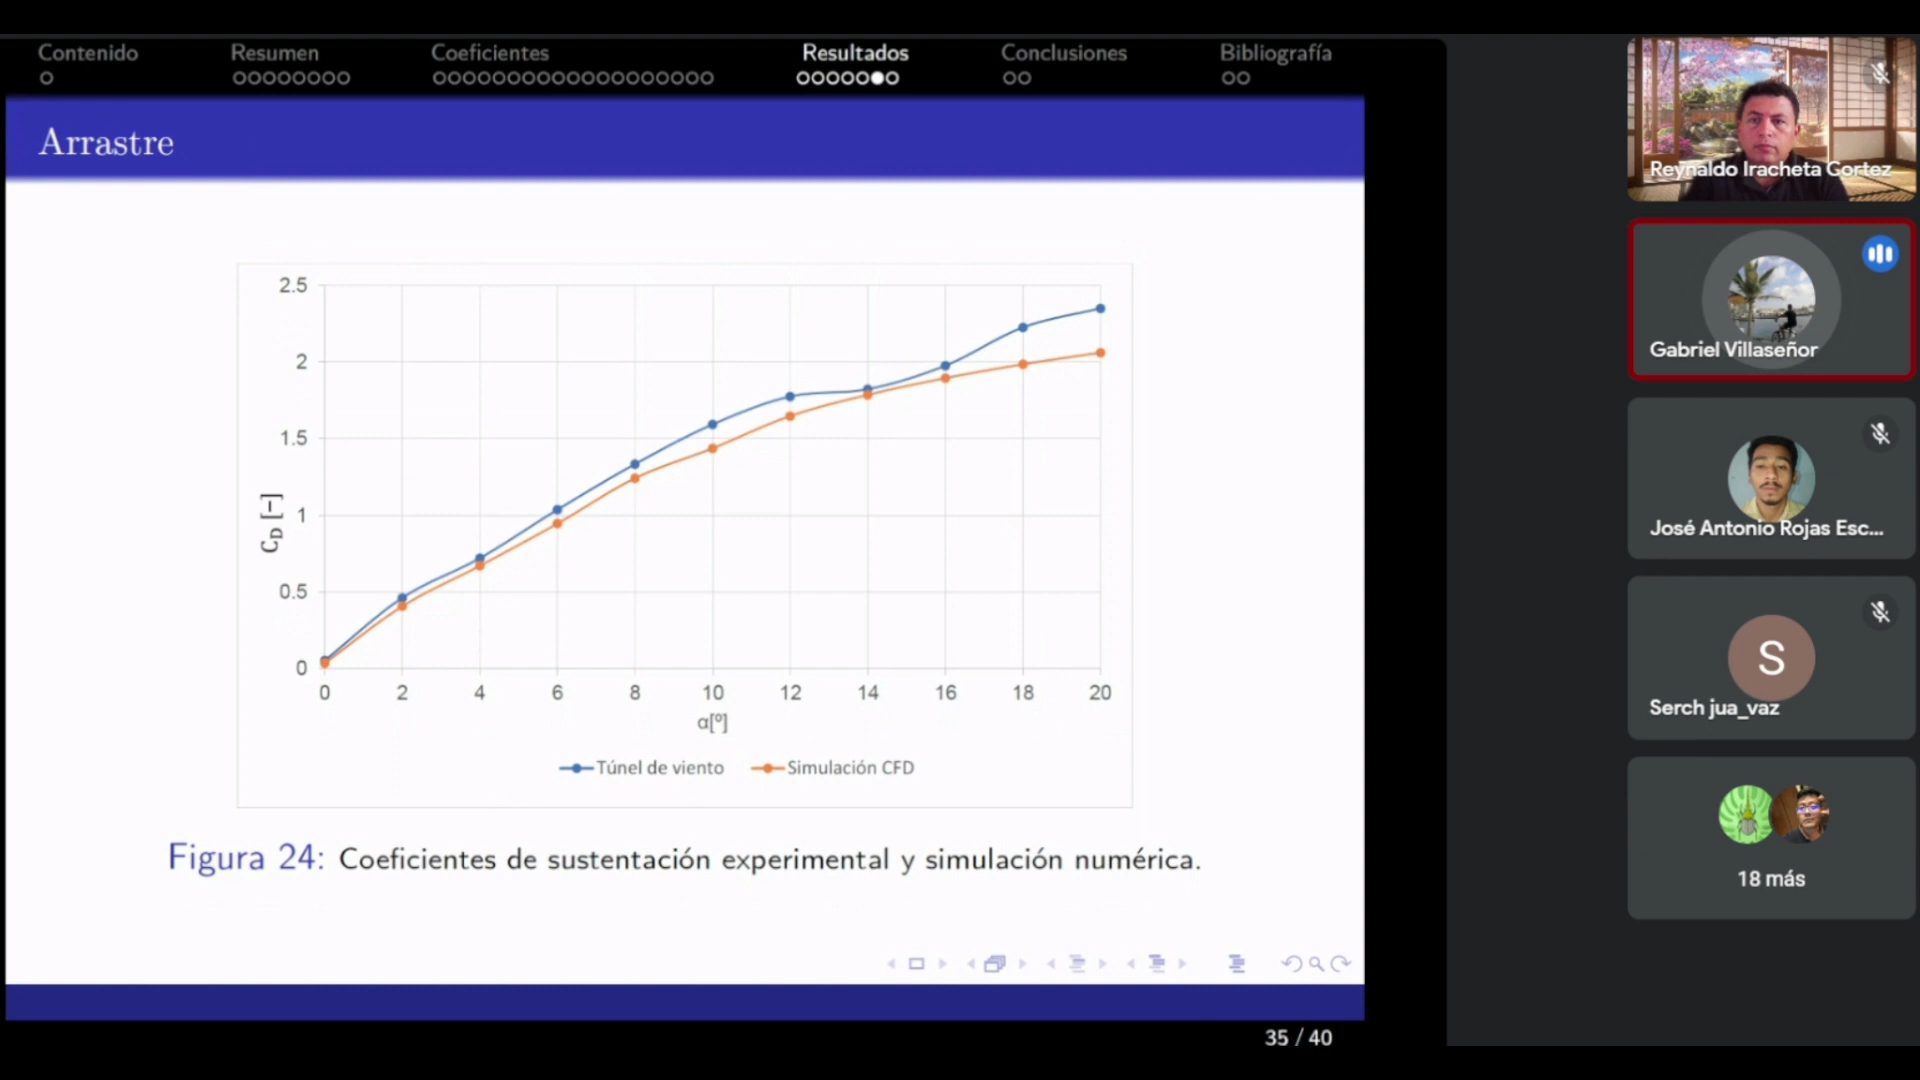 Contenido
Resumen
Coeficientes
Resultados
Conclusiones
Bibliografía
Arrastre
2.5
2
1.5
1
0.5
0
C_D [−]
0 2 4 6 8 10 12 14 16 18 20
α[º]
Túnel de viento
Simulación CFD
Figura 24: Coeficientes de sustentación experimental y simulación numérica.
35 / 40
Reynaldo Iracheta Cortez
Gabriel Villaseñor
José Antonio Rojas Esc...
S
Serch jua_vaz
18 más